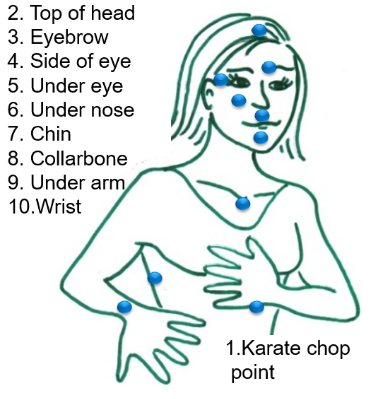 2. Top of head
3. Eyebrow
4. Side of eye
5. Under eye
6. Under nose
7. Chin
8. Collarbone
9. Under arm
10.Wrist
1.Karate chop
point